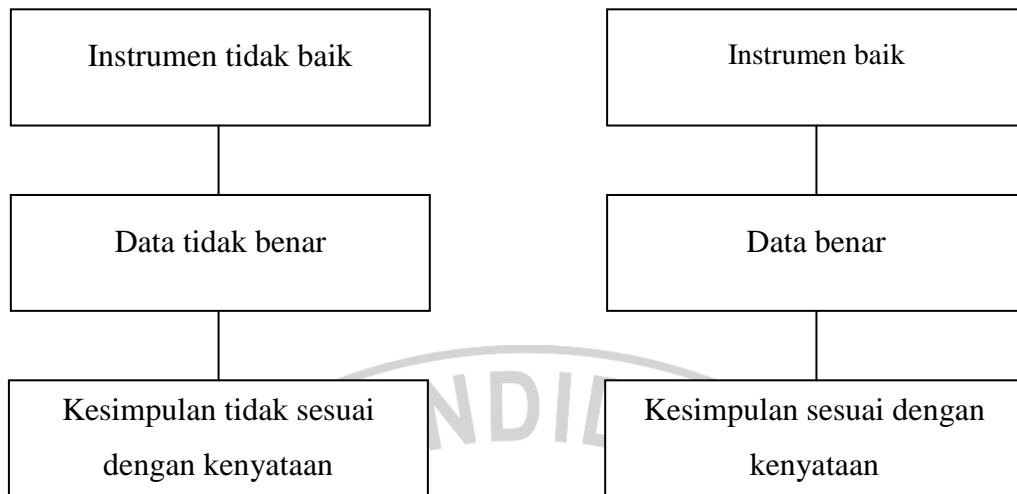 Instrumen tidak baik
Instrumen baik
Data tidak benar
Data benar
Kesimpulan tidak sesuai
dengan kenyataan
Kesimpulan sesuai dengan
kenyataan
NDI